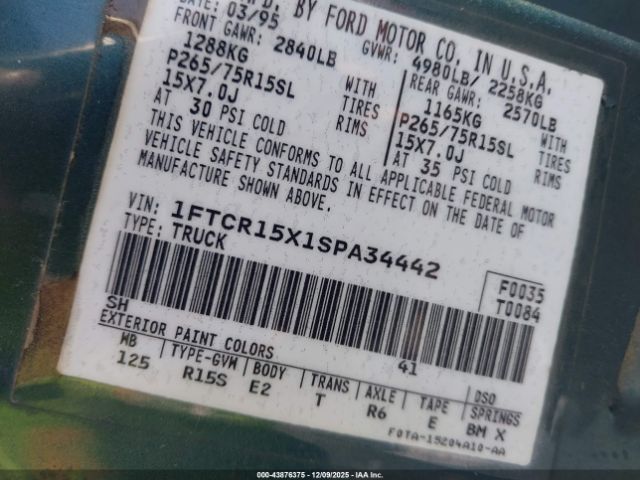 BY FORD MOTOR CO. IN U.S.A.
DATE: 03/95 GVWR: 4980LB/ 2258KG
FRONT GAWR: 2840LB REAR GAWR: 2570LB
1288KG WITH 1165KG WITH
P265/75R15SL TIRES P265/75R15SL TIRES
15X7.0J RIMS 15X7.0J RIMS
AT 30 PSI COLD AT 35 PSI COLD
THIS VEHICLE CONFORMS TO ALL APPLICABLE FEDERAL MOTOR
VEHICLE SAFETY STANDARDS IN EFFECT ON THE DATE OF
MANUFACTURE SHOWN ABOVE.
VIN: 1FTCR15X1SPA34442
TYPE: TRUCK
F0035
T0084
SH 41
EXTERIOR PAINT COLORS DSO
WB TYPE-GVW BODY TRANS AXLE TAPE SPRINGS
125 R15S E2 T R6 E BM X
F0TA-15204A10-AA
© 43876375 - 12/09/2025 - IAAI.COM